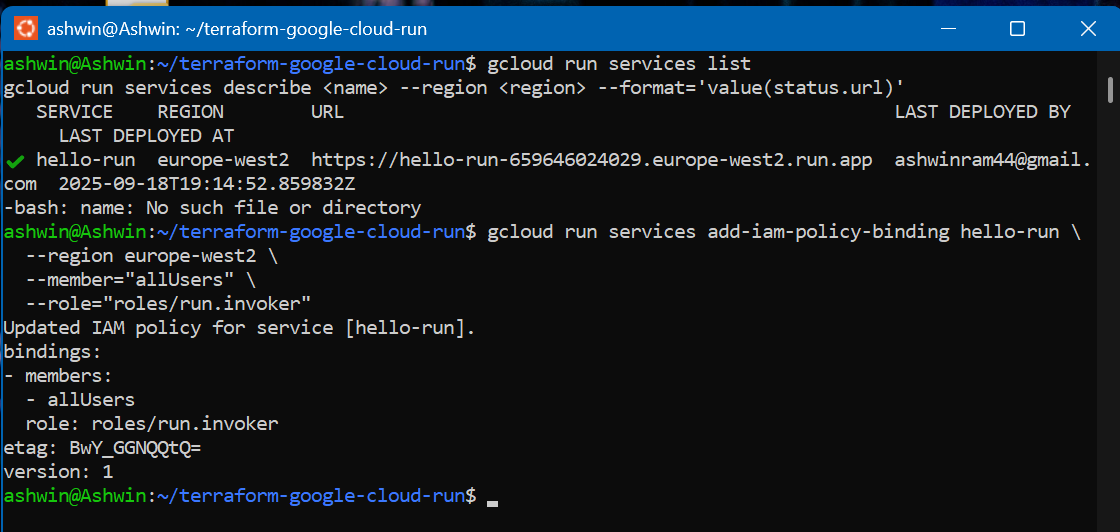 ashwin@Ashwin: ~/terraform-google-cloud-run
ashwin@Ashwin:~/terraform-google-cloud-run$ gcloud run services list
gcloud run services describe <name> --region <region> --format='value(status.url)'
   SERVICE    REGION        URL                                                  LAST DEPLOYED BY
     LAST DEPLOYED AT
✔ hello-run  europe-west2  https://hello-run-659646024029.europe-west2.run.app  ashwinram44@gmail.
com  2025-09-18T19:14:52.859832Z
-bash: name: No such file or directory
ashwin@Ashwin:~/terraform-google-cloud-run$ gcloud run services add-iam-policy-binding hello-run \
  --region europe-west2 \
  --member="allUsers" \
  --role="roles/run.invoker"
Updated IAM policy for service [hello-run].
bindings:
- members:
  - allUsers
  role: roles/run.invoker
etag: BwY_GGNQQtQ=
version: 1
ashwin@Ashwin:~/terraform-google-cloud-run$